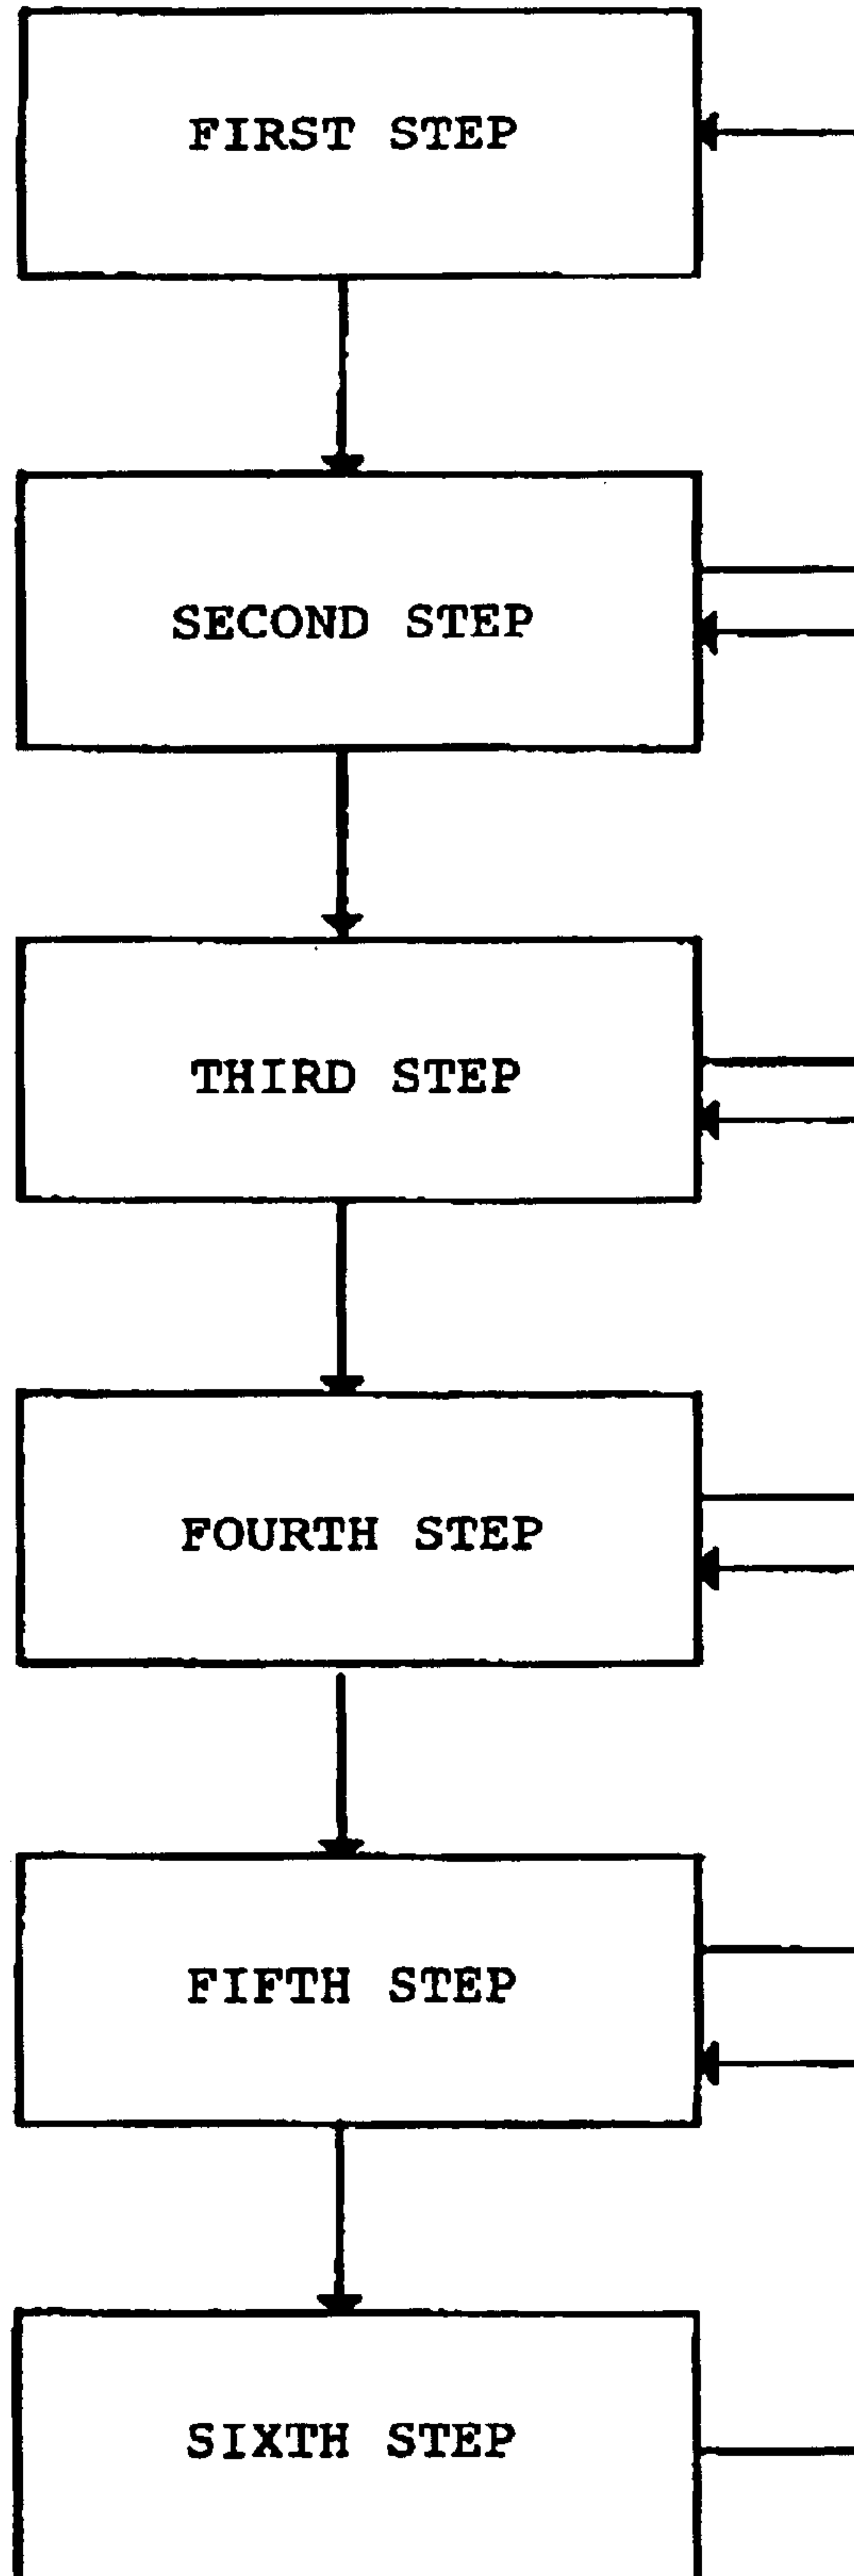 FIRST STEP
SECOND STEP
THIRD STEP
FOURTH STEP
FIFTH STEP
SIXTH STEP